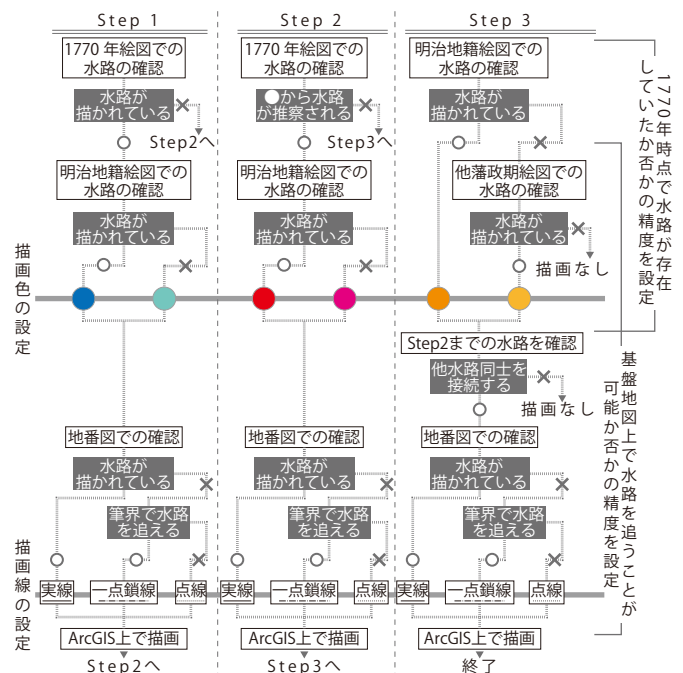 Step 1
1770 年絵図での
水路の確認
水路が
描かれている
Step2へ
明治地籍絵図での
水路の確認
水路が
描かれている
地番図での確認
水路が
描かれている
筆界で水路
を追える
実線
一点鎖線
点線
ArcGIS上で描画
Step2へ
Step 2
1770 年絵図での
水路の確認
●から水路
が推察される
Step3へ
明治地籍絵図での
水路の確認
水路が
描かれている
地番図での確認
水路が
描かれている
筆界で水路
を追える
実線
一点鎖線
点線
ArcGIS上で描画
Step3へ
Step 3
明治地籍絵図での
水路の確認
水路が
描かれている
他藩政期絵図で
の水路の確認
水路が
描かれている
描画なし
Step2までの水路を確認
他水路同士を
接続する
描画なし
地番図での確認
水路が
描かれている
筆界で水路
を追える
実線
一点鎖線
点線
ArcGIS上で描画
終了
描画色の設定
描画線の設定
1770年時点で水路が存在
していたか否かの精度を設定
基盤地図上で水路を追うことが
可能か否かの精度を設定